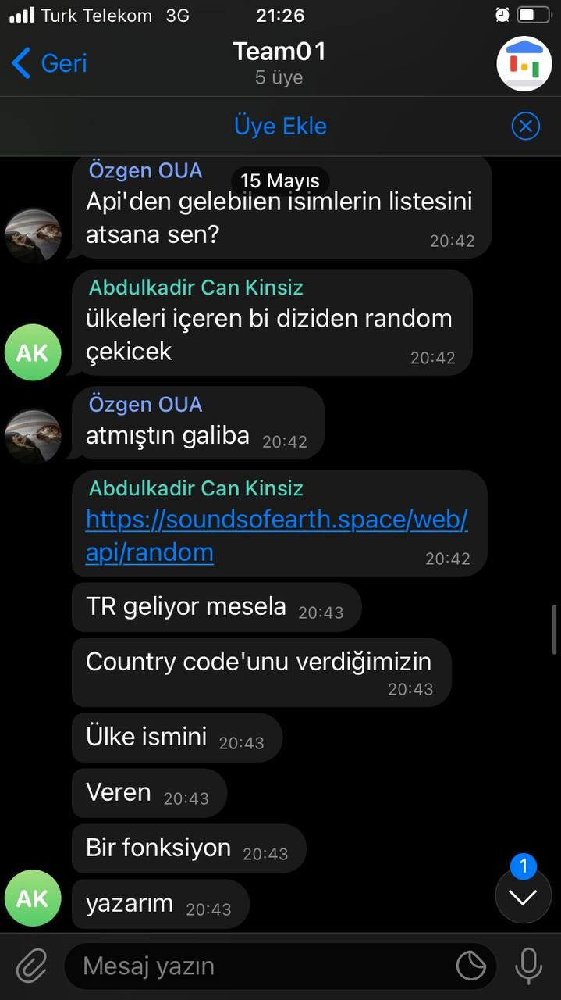 Turk Telekom 3G 21:26
Geri
Team01
5 üye
Üye Ekle
Özgen OUA
15 Mayıs
Api'den gelebilen isimlerin listesini
atsana sen? 20:42
Abdulkadir Can Kinsiz
ülkeleri içeren bi diziden random
çekicek 20:42
AK
Özgen OUA
atmıştın galiba 20:42
Abdulkadir Can Kinsiz
https://soundsofearth.space/web/
api/random 20:42
TR geliyor mesela 20:43
Country code'unu verdiğimizin
20:43
Ülke ismini 20:43
Veren 20:43
Bir fonksiyon 20:43
1
AK
yazarım 20:43
Mesaj yazın